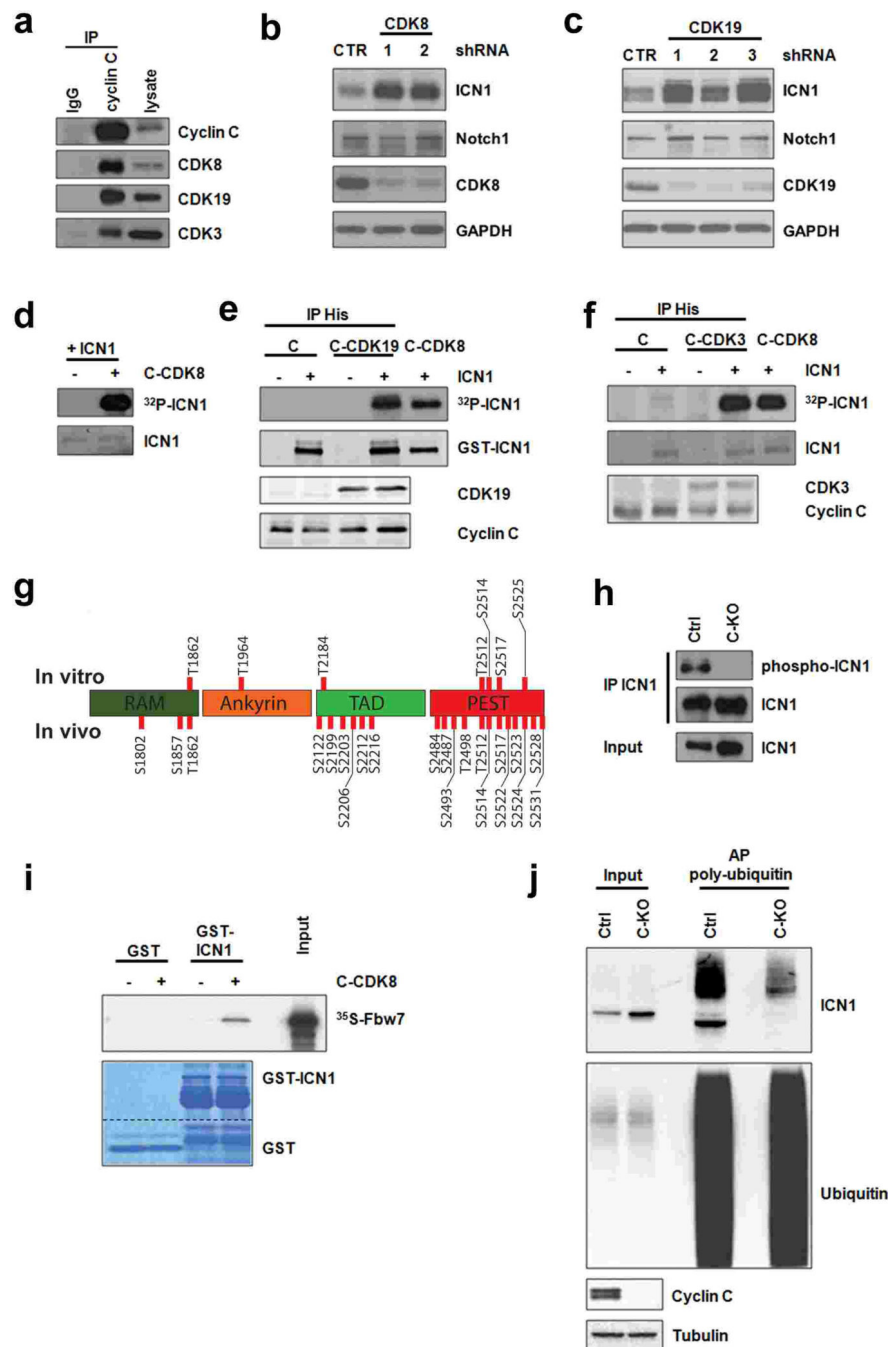 a
IP
IgG
cyclin C
lysate
Cyclin C
CDK8
CDK19
CDK3
b
CDK8
CTR 1 2 shRNA
ICN1
Notch1
CDK8
GAPDH
c
CDK19
CTR 1 2 3 shRNA
ICN1
Notch1
CDK19
GAPDH
d
+ ICN1
- + C-CDK8
32P-ICN1
ICN1
e
IP His
C C-CDK19 C-CDK8
- + - + + ICN1
32P-ICN1
GST-ICN1
CDK19
Cyclin C
f
IP His
C C-CDK3 C-CDK8
- + - + + ICN1
32P-ICN1
ICN1
CDK3
Cyclin C
g
In vitro
T1862
T1964
T2184
T2512
S2514
S2517
S2525
RAM Ankyrin TAD PEST
In vivo
S1802
S1857
T1862
S2122
S2199
S2203
S2206
S2212
S2216
S2484
S2487
S2493
T2498
T2512
S2514
S2517
S2522
S2523
S2524
S2528
S2531
h
Ctrl
C-KO
IP ICN1
phospho-ICN1
ICN1
Input
ICN1
i
GST
GST-
ICN1
Input
- + - + C-CDK8
35S-Fbw7
GST-ICN1
GST
j
Input
AP
poly-ubiquitin
Ctrl
C-KO
Ctrl
C-KO
ICN1
Ubiquitin
Cyclin C
Tubulin